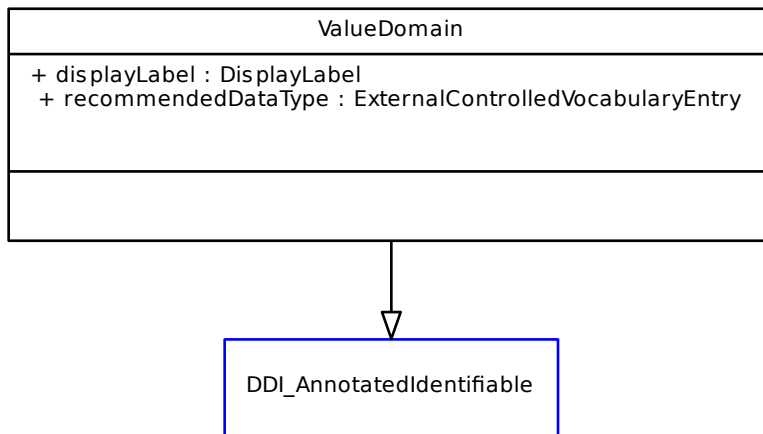 ValueDomain
+ displayLabel : DisplayLabel
+ recommendedDataType : ExternalControlledVocabularyEntry
DDI_AnnotatedIdentifiable